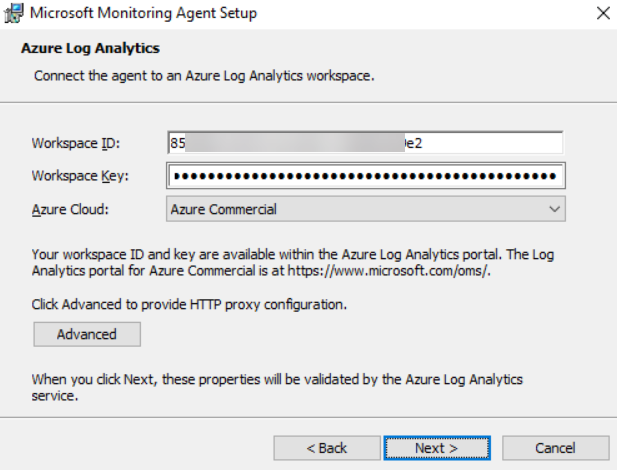 Microsoft Monitoring Agent Setup
Azure Log Analytics
Connect the agent to an Azure Log Analytics workspace.
Workspace ID: 85 e2
Workspace Key: ●●●●●●●●●●●●●●●●●●●●●●●●●●●●●●●●●●●●●●●●●●●●
Azure Cloud: Azure Commercial
Your workspace ID and key are available within the Azure Log Analytics portal. The Log
Analytics portal for Azure Commercial is at https://www.microsoft.com/oms/.
Click Advanced to provide HTTP proxy configuration.
Advanced
When you click Next, these properties will be validated by the Azure Log Analytics
service.
< Back Next > Cancel